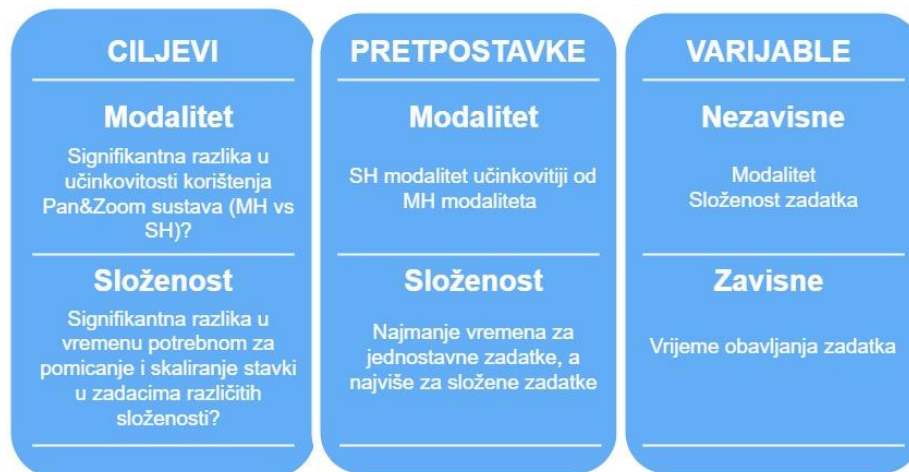 CILJEVI
Modalitet
Signifikantna razlika u
učinkovitosti korištenja
Pan&Zoom sustava (MH vs
SH)?
Složenost
Signifikantna razlika u
vremenu potrebnom za
pomicanje i skaliranje stavki
u zadacima različitih
složenosti?
PRETPOSTAVKE
Modalitet
SH modalitet učinkovitiji od
MH modaliteta
Složenost
Najmanje vremena za
jednostavne zadatke, a
najviše za složene zadatke
VARIJABLE
Nezavisne
Modalitet
Složenost zadatka
Zavisne
Vrijeme obavljanja zadatka